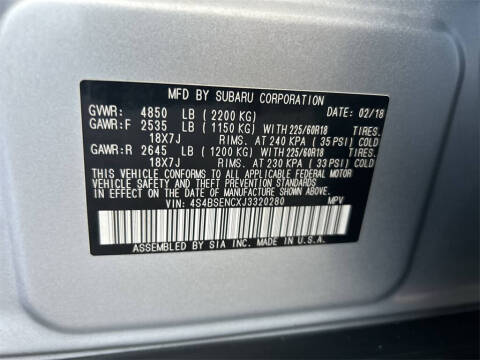 MFD BY SUBARU CORPORATION
GVWR: 4850 LB (2200 KG) DATE: 02/18
GAWR:F 2535 LB (1150 KG) WITH 225/60R18 TIRES.
18X7J RIMS. AT 240 KPA (35 PSI) COLD
GAWR:R 2645 LB (1200 KG) WITH 225/60R18 TIRES.
18X7J RIMS. AT 230 KPA (33 PSI) COLD
THIS VEHICLE CONFORMS TO ALL APPLICABLE FEDERAL MOTOR
VEHICLE SAFETY AND THEFT PREVENTION STANDARDS
IN EFFECT ON THE DATE OF MANUFACTURE SHOWN ABOVE.
VIN: 4S4BSENCXJ3320280 MPV
ASSEMBLED BY SIA INC. MADE IN U.S.A.